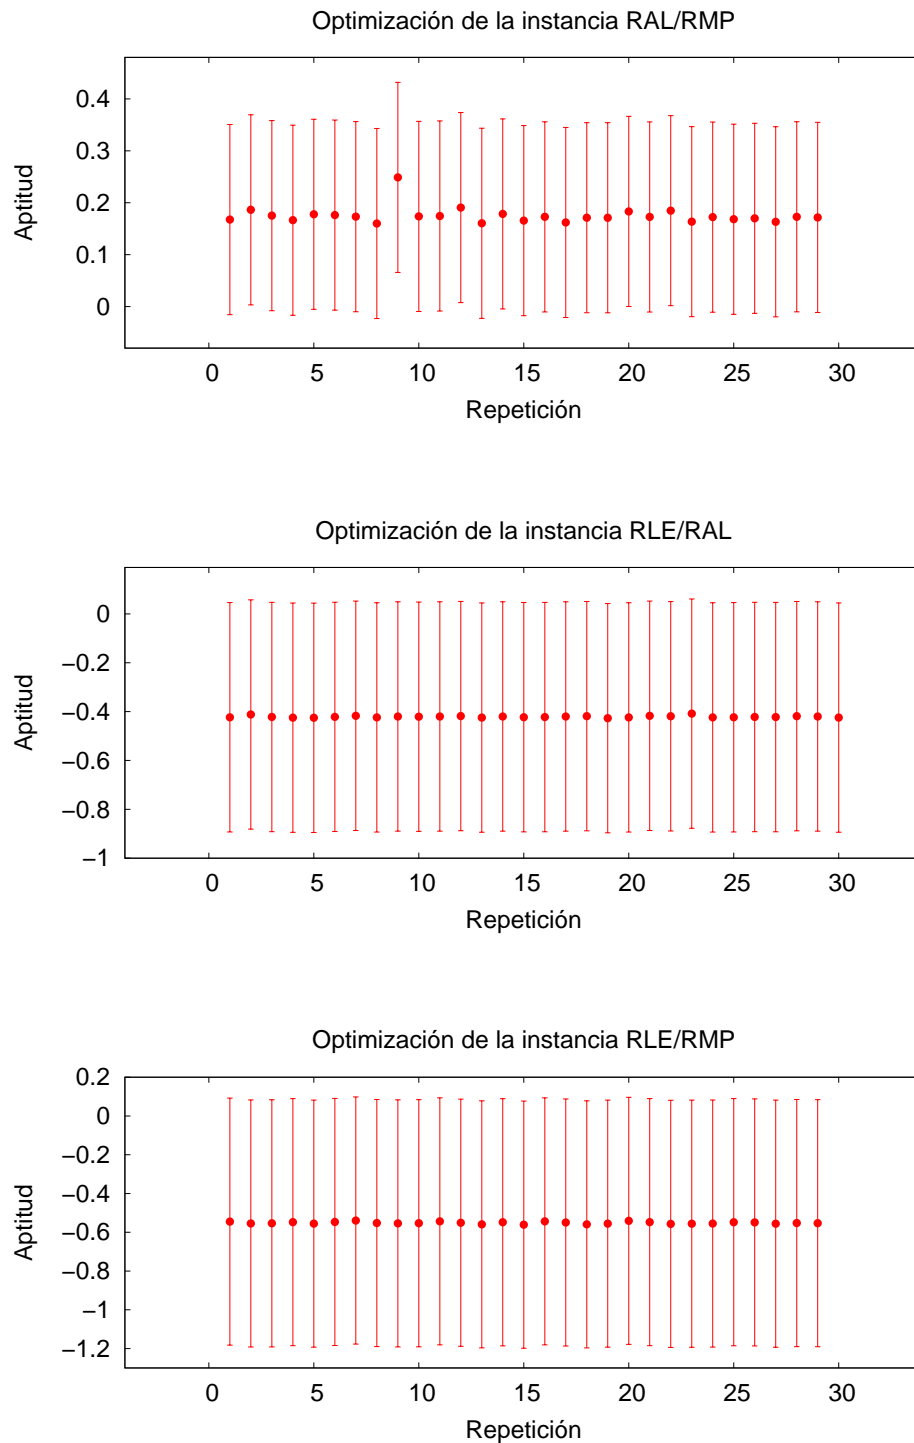 Optimización de la instancia RAL/RMP
0.4
0.3
0.2
0.1
0
Aptitud
0 5 10 15 20 25 30
Repetición
Optimización de la instancia RLE/RAL
0
−0.2
−0.4
−0.6
−0.8
−1
Aptitud
0 5 10 15 20 25 30
Repetición
Optimización de la instancia RLE/RMP
0.2
0
−0.2
−0.4
−0.6
−0.8
−1
−1.2
Aptitud
0 5 10 15 20 25 30
Repetición